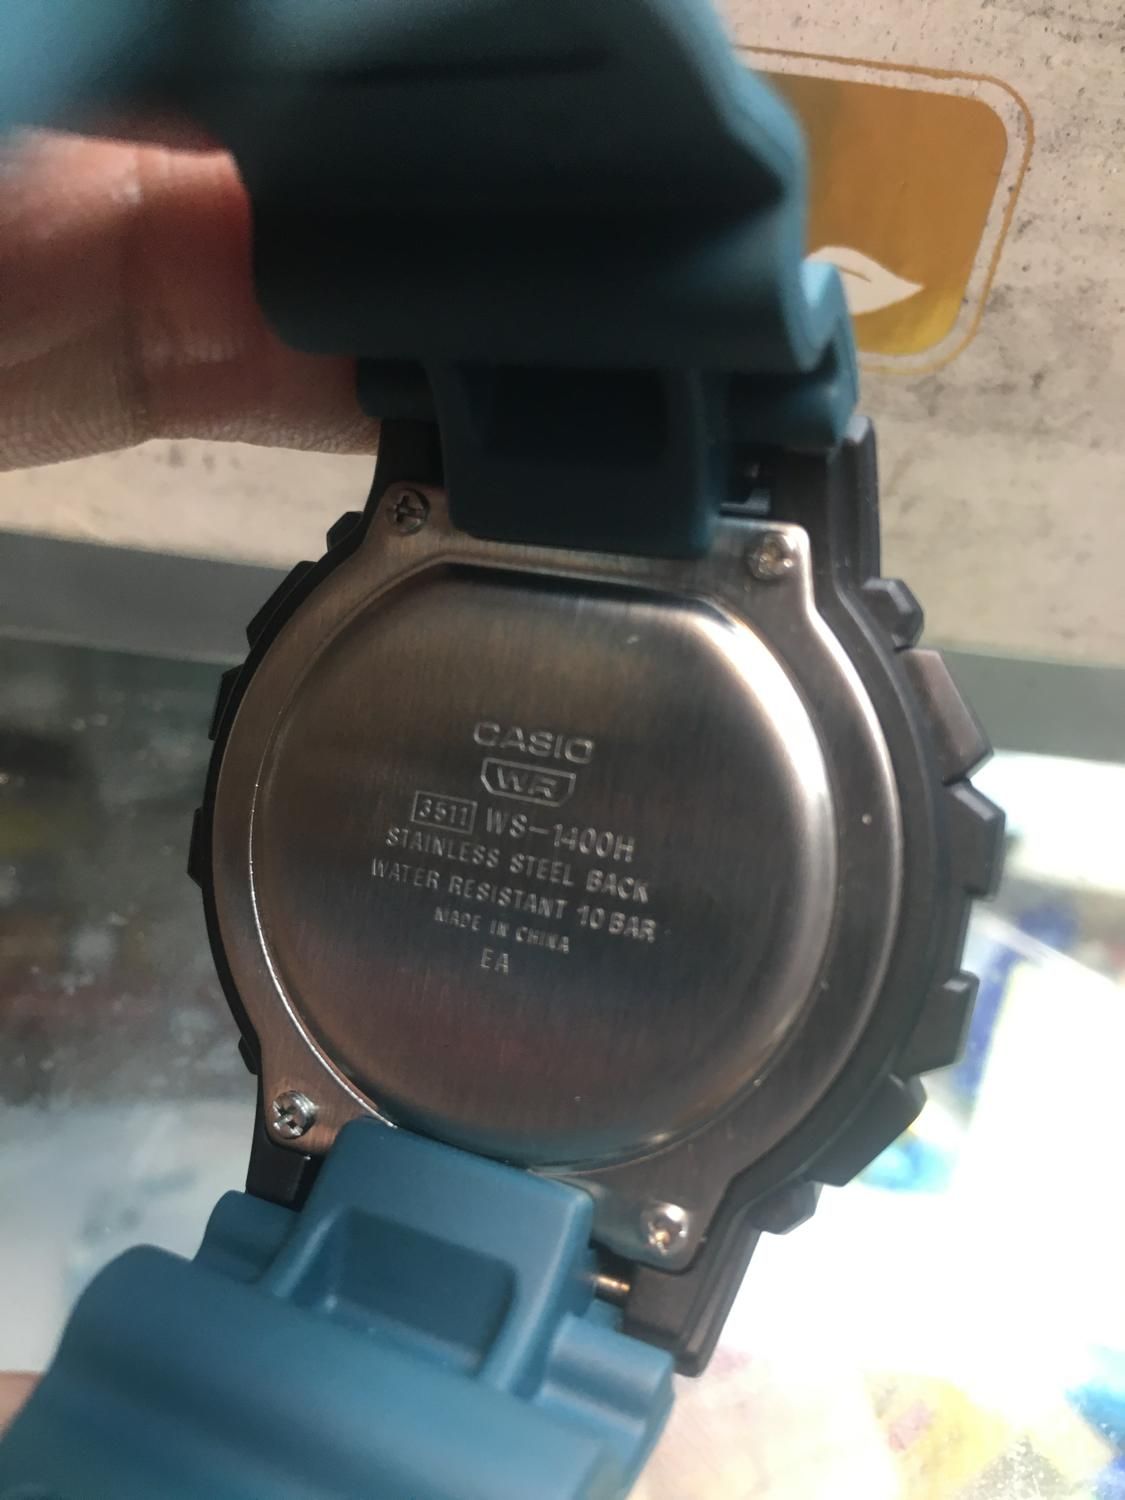 CASIO
WR
3511 WS-1400H
STAINLESS STEEL BACK
WATER RESISTANT 10 BAR
MADE IN CHINA
EA